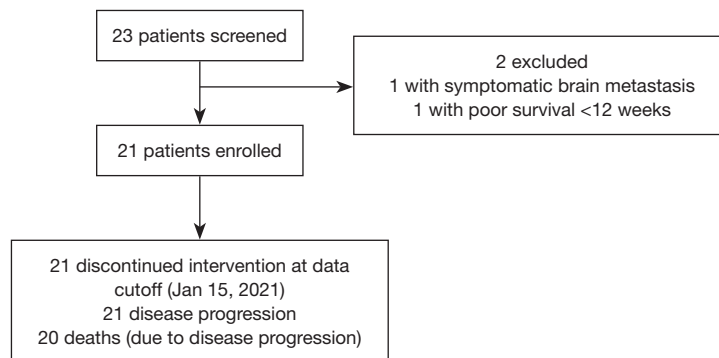 23 patients screened
2 excluded
1 with symptomatic brain metastasis
1 with poor survival <12 weeks
21 patients enrolled
21 discontinued intervention at data
cutoff (Jan 15, 2021)
21 disease progression
20 deaths (due to disease progression)